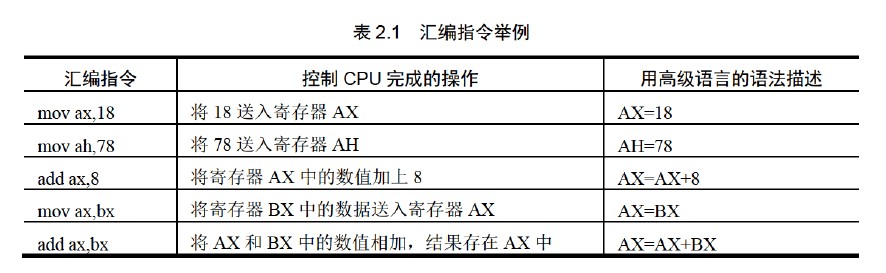 表 2.1 汇编指令举例
汇编指令 控制 CPU 完成的操作 用高级语言的语法描述
mov ax,18 将 18 送入寄存器 AX AX=18
mov ah,78 将 78 送入寄存器 AH AH=78
add ax,8 将寄存器 AX 中的数值加上 8 AX=AX+8
mov ax,bx 将寄存器 BX 中的数据送入寄存器 AX AX=BX
add ax,bx 将 AX 和 BX 中的数值相加，结果存在 AX 中 AX=AX+BX